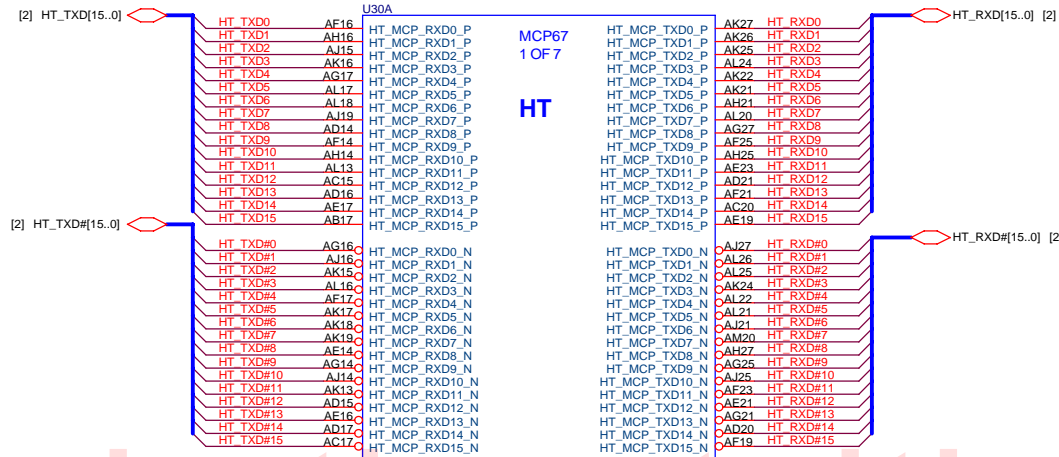 U30A
[2] HT_TXD[15..0]
HT_RXD[15..0] [2]
MCP67
1 OF 7
HT
HT_TXD0 AF16 HT_MCP_RXD0_P HT_MCP_TXD0_P AK27 HT_RXD0
HT_TXD1 AH16 HT_MCP_RXD1_P HT_MCP_TXD1_P AK26 HT_RXD1
HT_TXD2 AJ15 HT_MCP_RXD2_P HT_MCP_TXD2_P AK25 HT_RXD2
HT_TXD3 AK16 HT_MCP_RXD3_P HT_MCP_TXD3_P AL24 HT_RXD3
HT_TXD4 AG17 HT_MCP_RXD4_P HT_MCP_TXD4_P AK22 HT_RXD4
HT_TXD5 AL17 HT_MCP_RXD5_P HT_MCP_TXD5_P AK21 HT_RXD5
HT_TXD6 AL18 HT_MCP_RXD6_P HT_MCP_TXD6_P AH21 HT_RXD6
HT_TXD7 AJ19 HT_MCP_RXD7_P HT_MCP_TXD7_P AL20 HT_RXD7
HT_TXD8 AD14 HT_MCP_RXD8_P HT_MCP_TXD8_P AG27 HT_RXD8
HT_TXD9 AF14 HT_MCP_RXD9_P HT_MCP_TXD9_P AF25 HT_RXD9
HT_TXD10 AH14 HT_MCP_RXD10_P HT_MCP_TXD10_P AH25 HT_RXD10
HT_TXD11 AL13 HT_MCP_RXD11_P HT_MCP_TXD11_P AE23 HT_RXD11
HT_TXD12 AC15 HT_MCP_RXD12_P HT_MCP_TXD12_P AD21 HT_RXD12
HT_TXD13 AD16 HT_MCP_RXD13_P HT_MCP_TXD13_P AF21 HT_RXD13
HT_TXD14 AE17 HT_MCP_RXD14_P HT_MCP_TXD14_P AC20 HT_RXD14
HT_TXD15 AB17 HT_MCP_RXD15_P HT_MCP_TXD15_P AE19 HT_RXD15
[2] HT_TXD#[15..0]
HT_RXD#[15..0] [2
HT_TXD#0 AG16 HT_MCP_RXD0_N HT_MCP_TXD0_N AJ27 HT_RXD#0
HT_TXD#1 AJ16 HT_MCP_RXD1_N HT_MCP_TXD1_N AL26 HT_RXD#1
HT_TXD#2 AK15 HT_MCP_RXD2_N HT_MCP_TXD2_N AL25 HT_RXD#2
HT_TXD#3 AL16 HT_MCP_RXD3_N HT_MCP_TXD3_N AK24 HT_RXD#3
HT_TXD#4 AF17 HT_MCP_RXD4_N HT_MCP_TXD4_N AL22 HT_RXD#4
HT_TXD#5 AK17 HT_MCP_RXD5_N HT_MCP_TXD5_N AL21 HT_RXD#5
HT_TXD#6 AK18 HT_MCP_RXD6_N HT_MCP_TXD6_N AJ21 HT_RXD#6
HT_TXD#7 AK19 HT_MCP_RXD7_N HT_MCP_TXD7_N AM20 HT_RXD#7
HT_TXD#8 AE14 HT_MCP_RXD8_N HT_MCP_TXD8_N AH27 HT_RXD#8
HT_TXD#9 AG14 HT_MCP_RXD9_N HT_MCP_TXD9_N AG25 HT_RXD#9
HT_TXD#10 AJ14 HT_MCP_RXD10_N HT_MCP_TXD10_N AJ25 HT_RXD#10
HT_TXD#11 AK13 HT_MCP_RXD11_N HT_MCP_TXD11_N AF23 HT_RXD#11
HT_TXD#12 AD15 HT_MCP_RXD12_N HT_MCP_TXD12_N AE21 HT_RXD#12
HT_TXD#13 AE16 HT_MCP_RXD13_N HT_MCP_TXD13_N AG21 HT_RXD#13
HT_TXD#14 AD17 HT_MCP_RXD14_N HT_MCP_TXD14_N AD20 HT_RXD#14
HT_TXD#15 AC17 HT_MCP_RXD15_N HT_MCP_TXD15_N AF19 HT_RXD#15